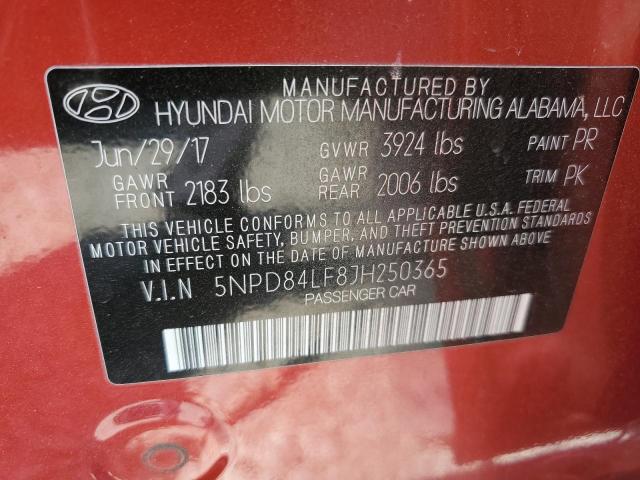 MANUFACTURED BY
HYUNDAI MOTOR MANUFACTURING ALABAMA, LLC
Jun/29/17 GVWR 3924 lbs PAINT PR
GAWR FRONT 2183 lbs GAWR REAR 2006 lbs TRIM PK
THIS VEHICLE CONFORMS TO ALL APPLICABLE U.S.A. FEDERAL
MOTOR VEHICLE SAFETY, BUMPER, AND THEFT PREVENTION STANDARDS
IN EFFECT ON THE DATE OF MANUFACTURE SHOWN ABOVE
V.I.N 5NPD84LF8JH250365
PASSENGER CAR